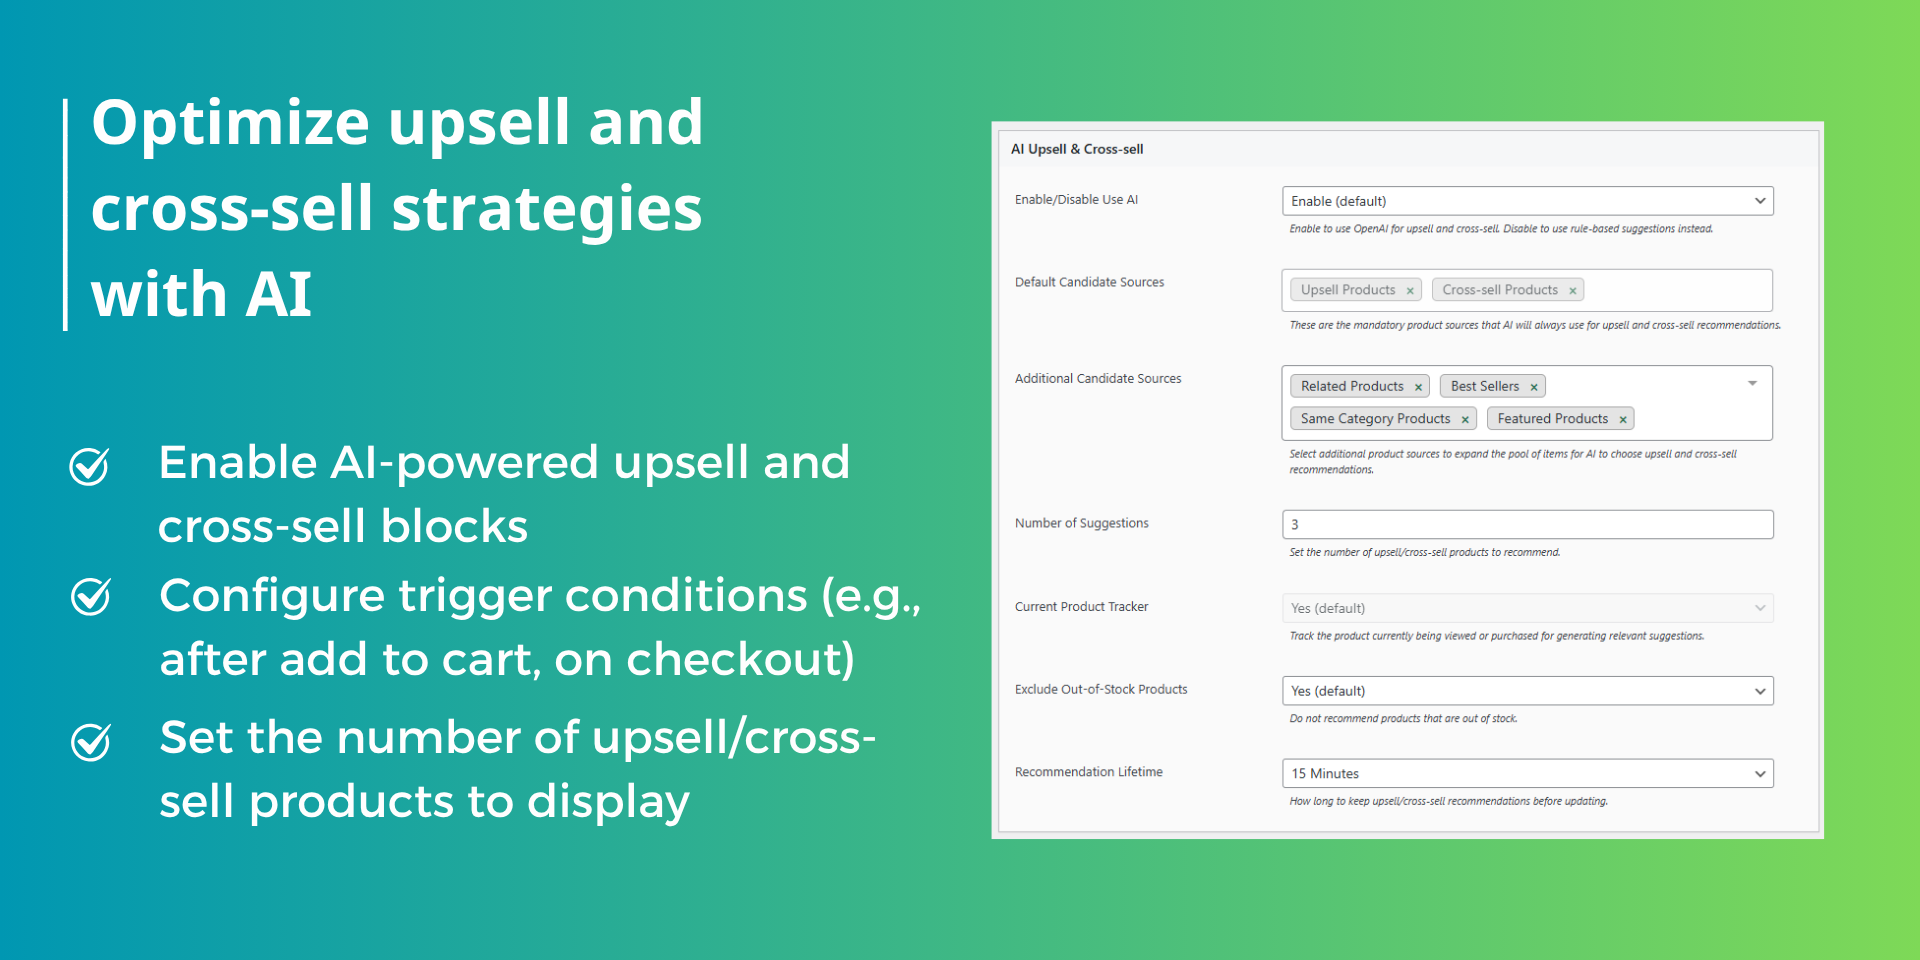 Optimize upsell and
cross-sell strategies
with AI
Enable AI-powered upsell and
cross-sell blocks
Configure trigger conditions (e.g.,
after add to cart, on checkout)
Set the number of upsell/cross-
sell products to display
AI Upsell & Cross-sell
Enable/Disable Use AI
Enable (default)
Enable to use OpenAI for upsell and cross-sell. Disable to use rule-based suggestions instead.
Default Candidate Sources
Upsell Products × Cross-sell Products ×
These are the mandatory product sources that AI will always use for upsell and cross-sell recommendations.
Additional Candidate Sources
Related Products × Best Sellers ×
Same Category Products × Featured Products ×
Select additional product sources to expand the pool of items for AI to choose upsell and cross-sell
recommendations.
Number of Suggestions
3
Set the number of upsell/cross-sell products to recommend.
Current Product Tracker
Yes (default)
Track the product currently being viewed or purchased for generating relevant suggestions.
Exclude Out-of-Stock Products
Yes (default)
Do not recommend products that are out of stock.
Recommendation Lifetime
15 Minutes
How long to keep upsell/cross-sell recommendations before updating.